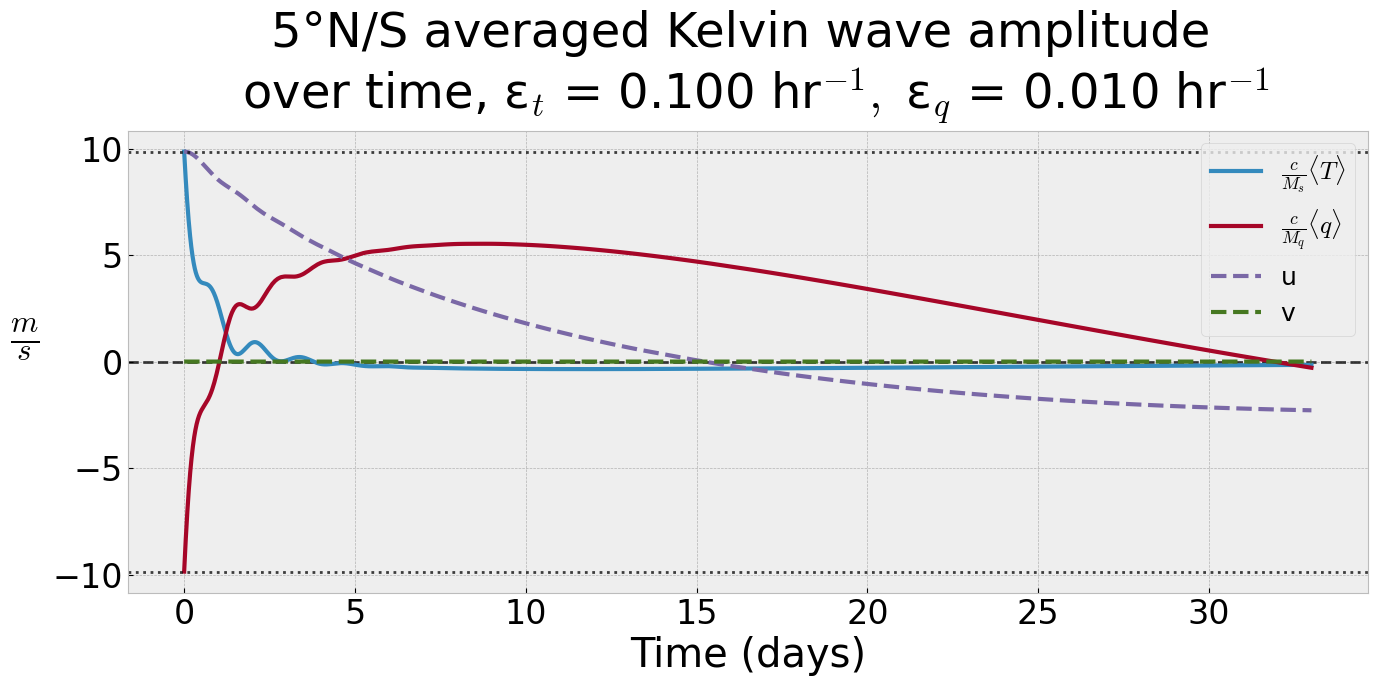 5°N/S averaged Kelvin wave amplitude
over time, ε_t = 0.100 hr⁻¹, ε_q = 0.010 hr⁻¹
10
5
0
−5
−10
m/s
c/M_s ⟨T⟩
c/M_q ⟨q⟩
u
v
0 5 10 15 20 25 30
Time (days)